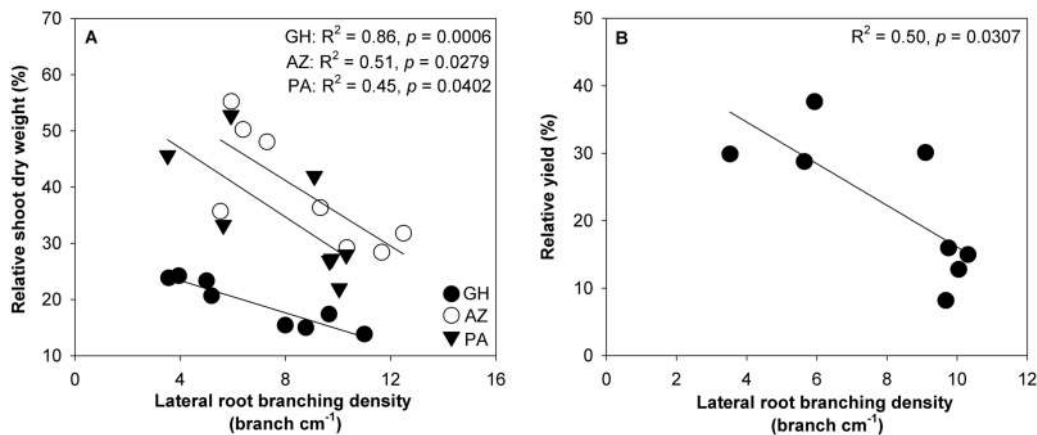 A
GH: R² = 0.86, p = 0.0006
AZ: R² = 0.51, p = 0.0279
PA: R² = 0.45, p = 0.0402
Relative shoot dry weight (%)
70
60
50
40
30
20
10
GH
AZ
PA
4 8 12 16
Lateral root branching density
(branch cm⁻¹)
B
R² = 0.50, p = 0.0307
Relative yield (%)
50
40
30
20
10
0
0 2 4 6 8 10 12
Lateral root branching density
(branch cm⁻¹)